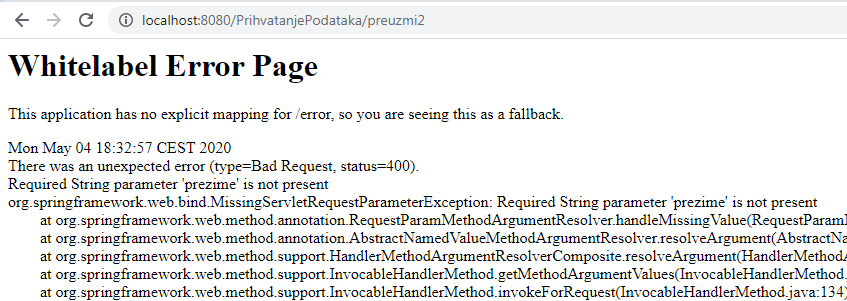 localhost:8080/PrihvatanjePodataka/preuzmi2
Whitelabel Error Page
This application has no explicit mapping for /error, so you are seeing this as a fallback.
Mon May 04 18:32:57 CEST 2020
There was an unexpected error (type=Bad Request, status=400).
Required String parameter 'prezime' is not present
org.springframework.web.bind.MissingServletRequestParameterException: Required String parameter 'prezime' is not present
at org.springframework.web.method.annotation.RequestParamMethodArgumentResolver.handleMissingValue(RequestParamM
at org.springframework.web.method.annotation.AbstractNamedValueMethodArgumentResolver.resolveArgument(AbstractNa
at org.springframework.web.method.support.HandlerMethodArgumentResolverComposite.resolveArgument(HandlerMethodA
at org.springframework.web.method.support.InvocableHandlerMethod.getMethodArgumentValues(InvocableHandlerMethod.
at org.springframework.web.method.support.InvocableHandlerMethod.invokeForRequest(InvocableHandlerMethod.java:134)